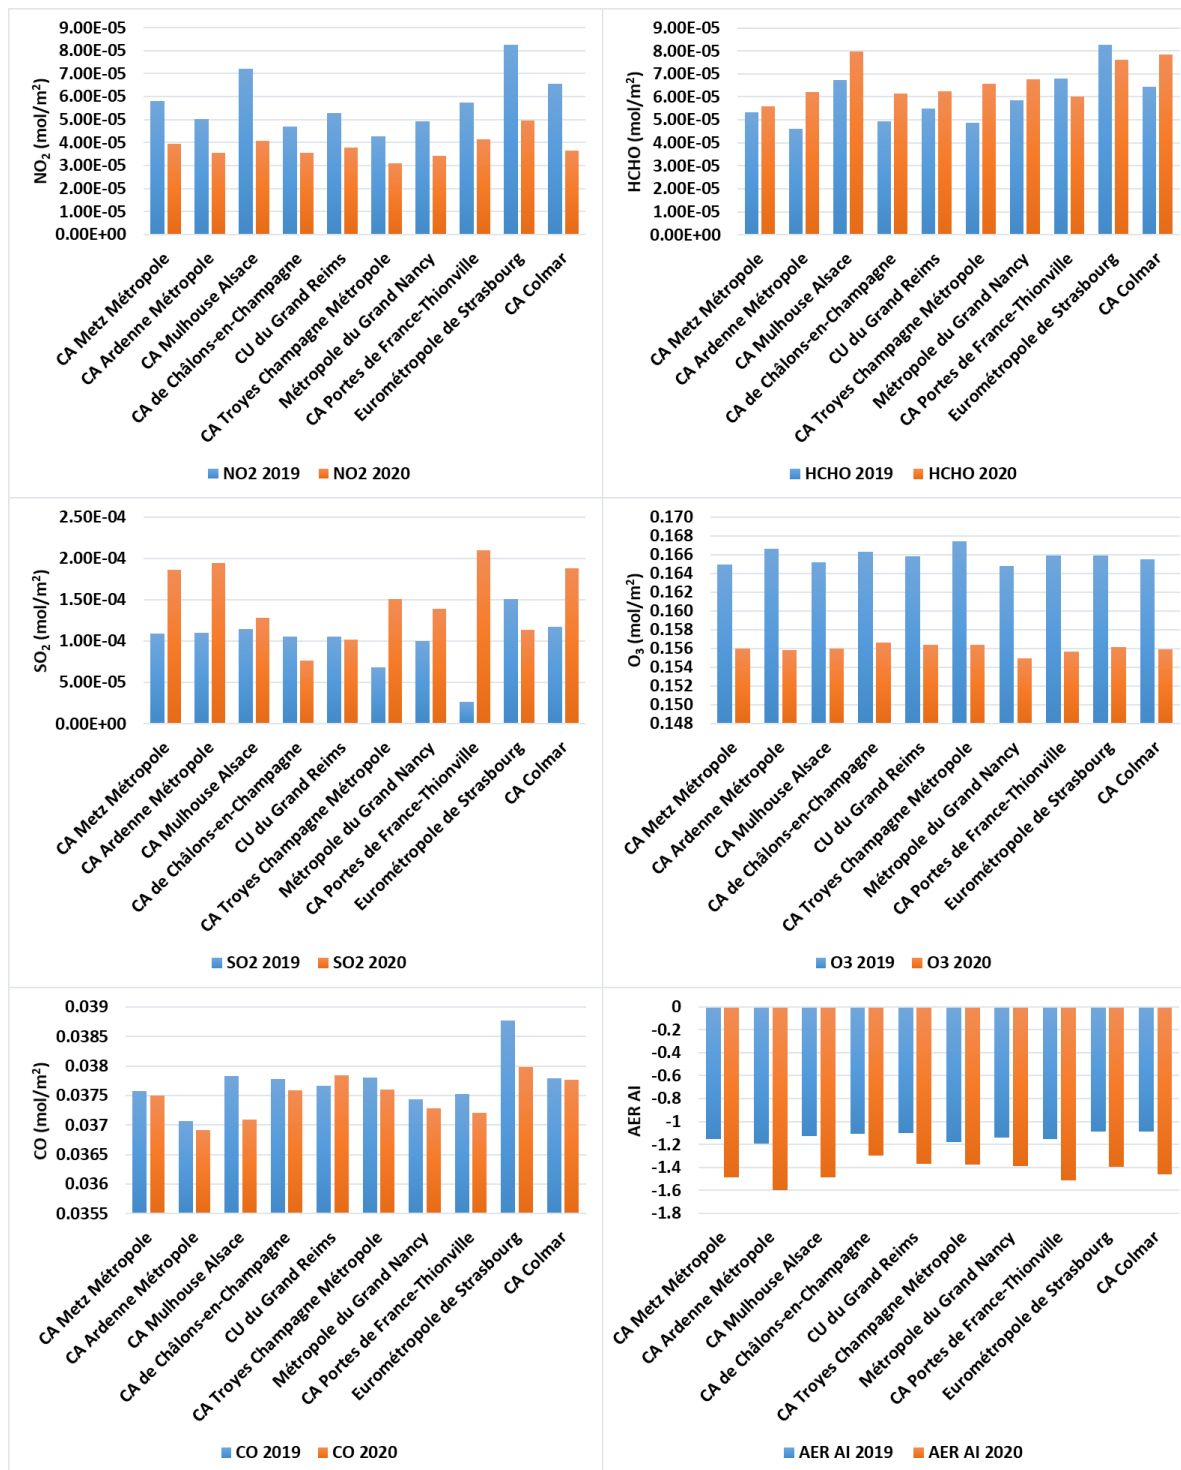 9.00E-05
8.00E-05
7.00E-05
6.00E-05
5.00E-05
4.00E-05
3.00E-05
2.00E-05
1.00E-05
0.00E+00
NO₂ (mol/m²)
CA Metz Métropole
CA Ardenne Métropole
CA Mulhouse Alsace
CA de Châlons-en-Champagne
CU du Grand Reims
CA Troyes Champagne Métropole
Métropole du Grand Nancy
CA Portes de France-Thionville
Eurométropole de Strasbourg
CA Colmar
NO2 2019 NO2 2020
9.00E-05
8.00E-05
7.00E-05
6.00E-05
5.00E-05
4.00E-05
3.00E-05
2.00E-05
1.00E-05
0.00E+00
HCHO (mol/m²)
CA Metz Métropole
CA Ardenne Métropole
CA Mulhouse Alsace
CA de Châlons-en-Champagne
CU du Grand Reims
CA Troyes Champagne Métropole
Métropole du Grand Nancy
CA Portes de France-Thionville
Eurométropole de Strasbourg
CA Colmar
HCHO 2019 HCHO 2020
2.50E-04
2.00E-04
1.50E-04
1.00E-04
5.00E-05
0.00E+00
SO₂ (mol/m²)
CA Metz Métropole
CA Ardenne Métropole
CA Mulhouse Alsace
CA de Châlons-en-Champagne
CU du Grand Reims
CA Troyes Champagne Métropole
Métropole du Grand Nancy
CA Portes de France-Thionville
Eurométropole de Strasbourg
CA Colmar
SO2 2019 SO2 2020
0.170
0.168
0.166
0.164
0.162
0.160
0.158
0.156
0.154
0.152
0.150
0.148
O₃ (mol/m²)
CA Metz Métropole
CA Ardenne Métropole
CA Mulhouse Alsace
CA de Châlons-en-Champagne
CU du Grand Reims
CA Troyes Champagne Métropole
Métropole du Grand Nancy
CA Portes de France-Thionville
Eurométropole de Strasbourg
CA Colmar
O3 2019 O3 2020
0.039
0.0385
0.038
0.0375
0.037
0.0365
0.036
0.0355
CO (mol/m²)
CA Metz Métropole
CA Ardenne Métropole
CA Mulhouse Alsace
CA de Châlons-en-Champagne
CU du Grand Reims
CA Troyes Champagne Métropole
Métropole du Grand Nancy
CA Portes de France-Thionville
Eurométropole de Strasbourg
CA Colmar
CO 2019 CO 2020
0
-0.2
-0.4
-0.6
-0.8
-1
-1.2
-1.4
-1.6
-1.8
AER AI
CA Metz Métropole
CA Ardenne Métropole
CA Mulhouse Alsace
CA de Châlons-en-Champagne
CU du Grand Reims
CA Troyes Champagne Métropole
Métropole du Grand Nancy
CA Portes de France-Thionville
Eurométropole de Strasbourg
CA Colmar
AER AI 2019 AER AI 2020